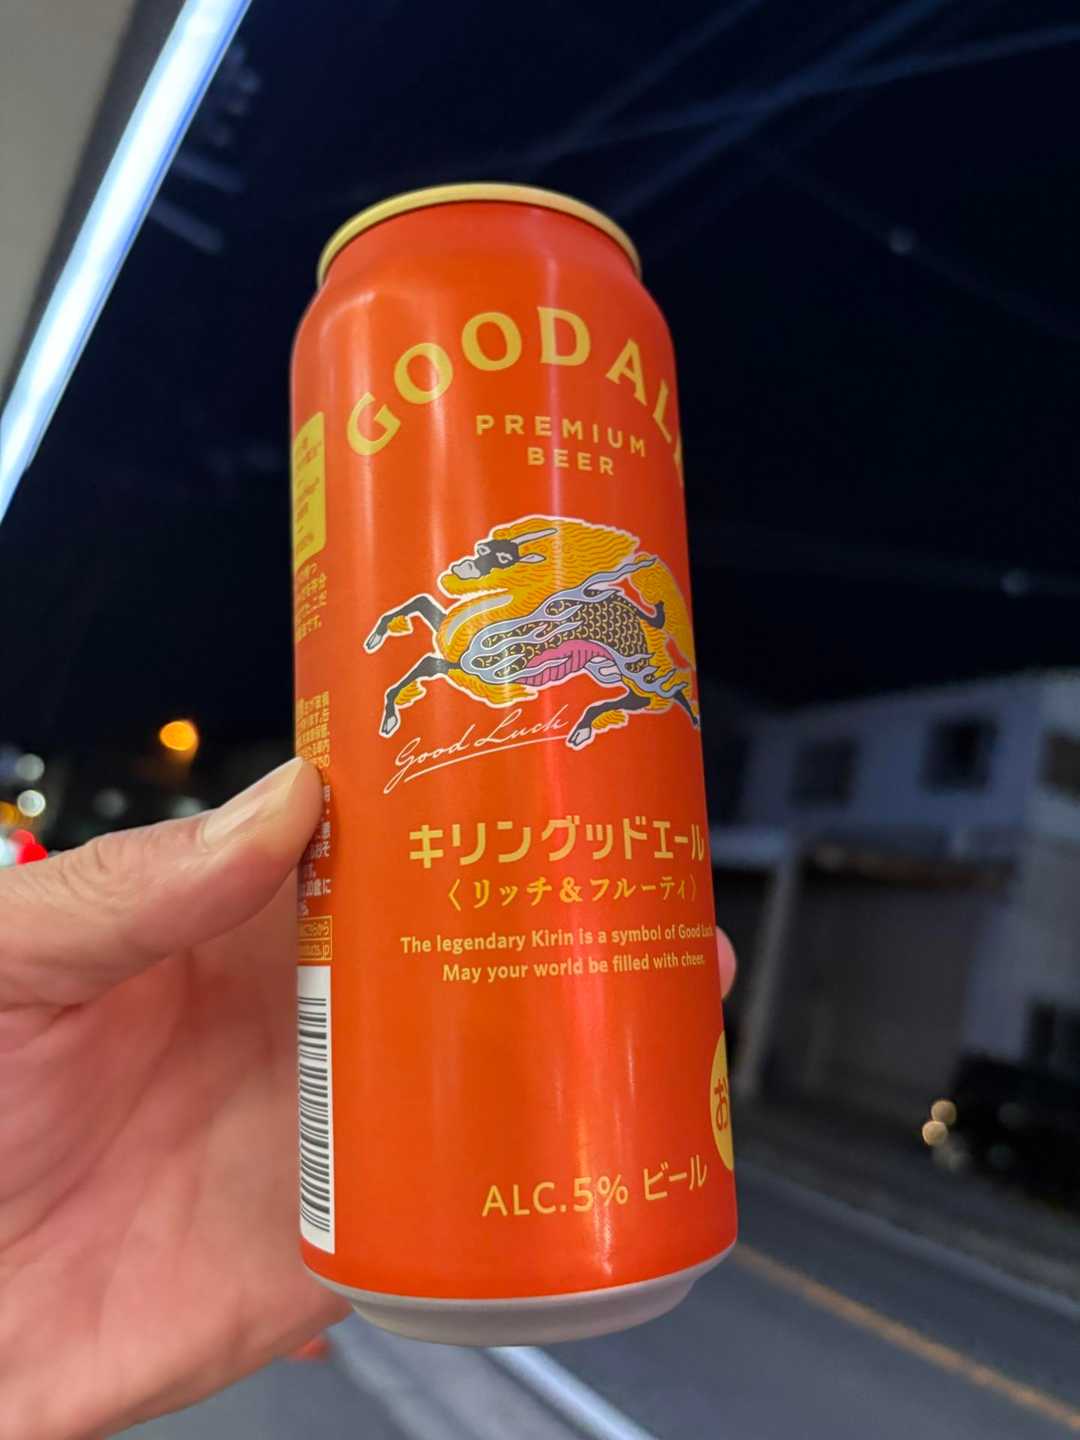 GOOD AL
PREMIUM
BEER
Good Luck
キリングッドエール
〈リッチ&フルーティ〉
The legendary Kirin is a symbol of Good Luck.
May your world be filled with cheer.
お
ALC.5% ビール